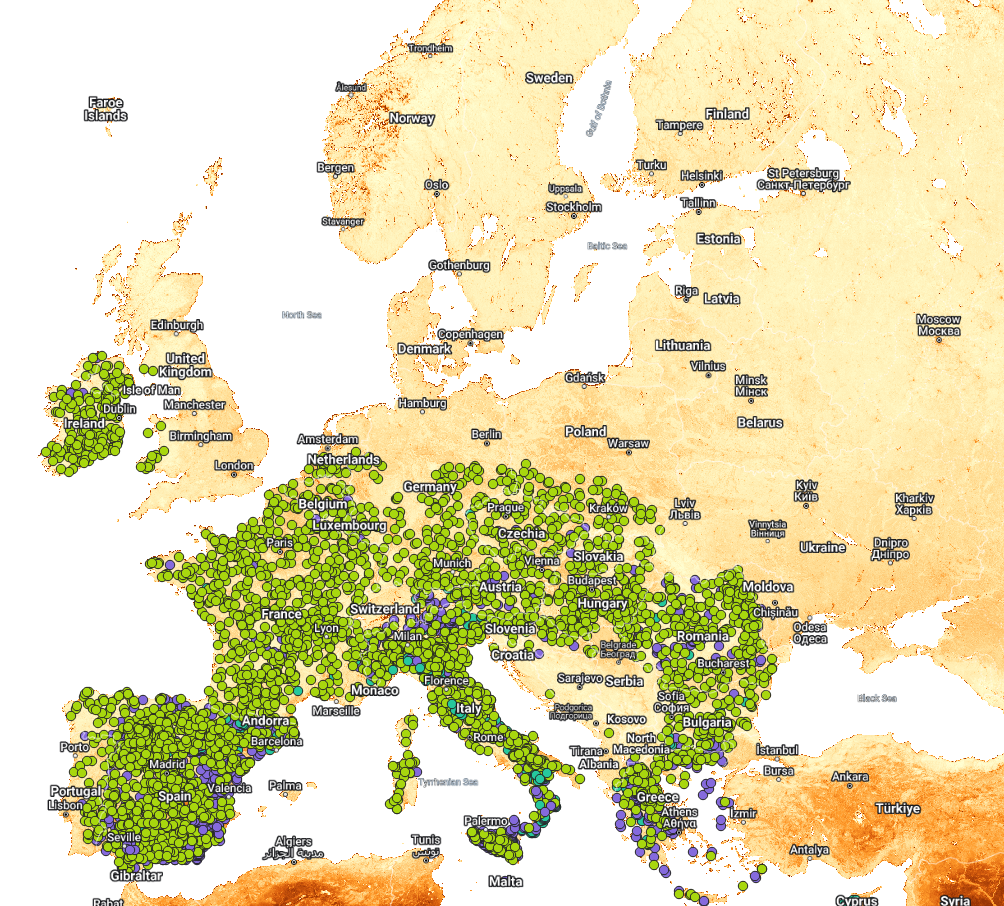 Trondheim
Sweden
Ålesund
Faroe
Islands
Norway
Gulf of Bothnia
Finland
Tampere
Bergen
Turku
Helsinki
St Petersburg
Санкт-Петербург
Oslo
Uppsala
Stockholm
Tallinn
Stavanger
Baltic Sea
Estonia
Gothenburg
Riga
Latvia
North Sea
Edinburgh
Moscow
Москва
Copenhagen
Denmark
Lithuania
United
Kingdom
Vilnius
Minsk
Мінск
Gdańsk
Isle of Man
Hamburg
Manchester
Dublin
Ireland
Belarus
Birmingham
Amsterdam
Berlin
Poland
Warsaw
Netherlands
London
Germany
Kyiv
Київ
Belgium
Prague
Kraków
Lviv
Львів
Kharkiv
Харків
Luxembourg
Vinnytsia
Вінниця
Czechia
Paris
Ukraine
Dnipro
Дніпро
Slovakia
Munich
Vienna
Budapest
Austria
Moldova
Hungary
Switzerland
France
Chișinău
Lyon
Slovenia
Odesa
Одеса
Milan
Romania
Belgrade
Београд
Croatia
Bucharest
Florence
Sarajevo
Serbia
Monaco
Sofia
София
Black Sea
Marseille
Italy
Podgorica
Подгорица
Kosovo
Bulgaria
Andorra
Rome
North
Macedonia
Barcelona
Porto
Tirana
Albania
İstanbul
Madrid
Bursa
Ankara
Tyrrhenian Sea
Palma
Valencia
Portugal
Lisbon
Spain
Greece
Türkiye
Athens
Αθήνα
İzmir
Palermo
Seville
Algiers
مدينة الجزائر
Tunis
تونس
Antalya
Gibraltar
Malta
Rabat
Cyprus
Syria